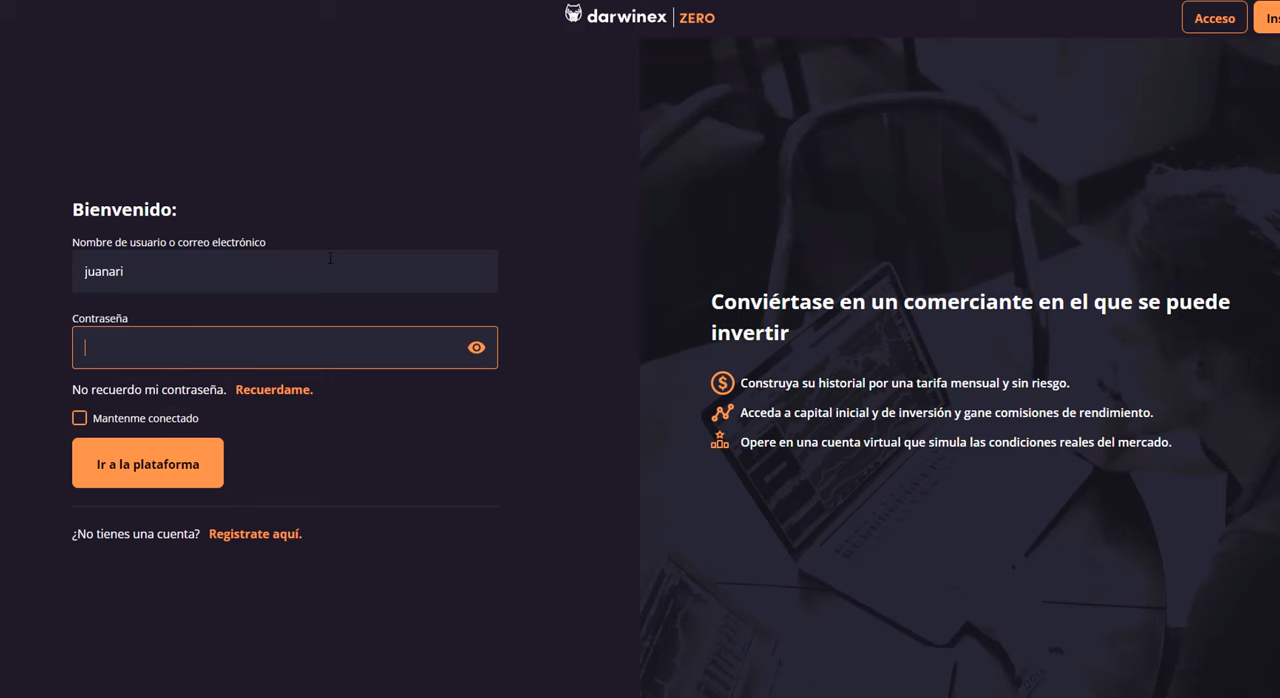 darwinex | ZERO
Acceso
Bienvenido:
Nombre de usuario o correo electrónico
juanari
Contraseña
No recuerdo mi contraseña. Recuerdame.
Mantenme conectado
Ir a la plataforma
¿No tienes una cuenta? Registrate aquí.
Conviértase en un comerciante en el que se puede
invertir
Construya su historial por una tarifa mensual y sin riesgo.
Acceda a capital inicial y de inversión y gane comisiones de rendimiento.
Opere en una cuenta virtual que simula las condiciones reales del mercado.